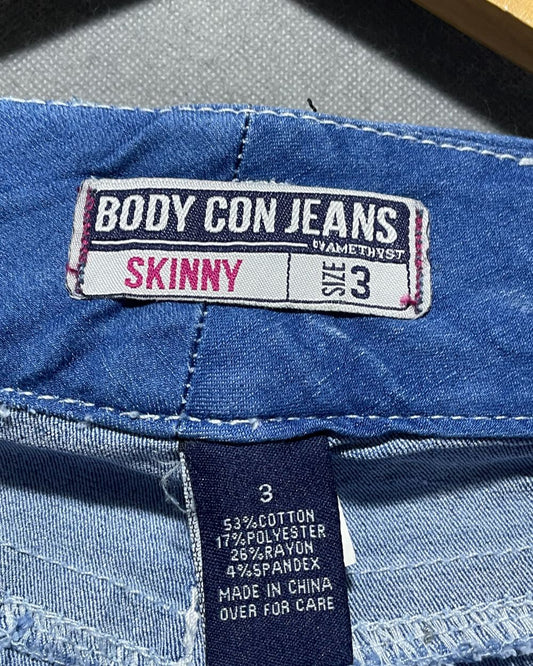 BODY CON JEANS
BY AMETHYST
SKINNY
SIZE 3
3
53%COTTON
17%POLYESTER
26%RAYON
4%SPANDEX
MADE IN CHINA
OVER FOR CARE